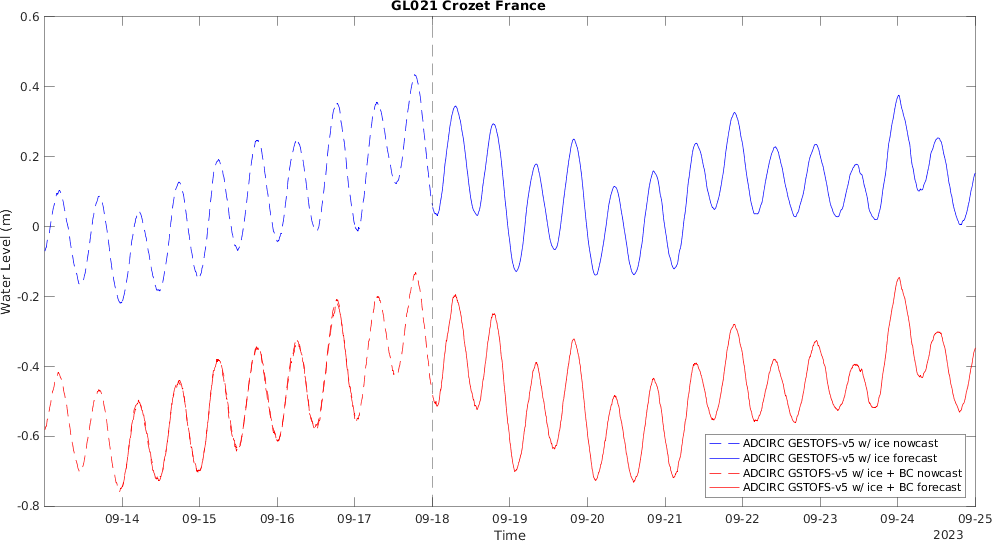 GL021 Crozet France
0.6
0.4
0.2
0
-0.2
-0.4
-0.6
-0.8
Water Level (m)
ADCIRC GESTOFS-v5 w/ ice nowcast
ADCIRC GESTOFS-v5 w/ ice forecast
ADCIRC GSTOFS-v5 w/ ice + BC nowcast
ADCIRC GSTOFS-v5 w/ ice + BC forecast
09-14 09-15 09-16 09-17 09-18 09-19 09-20 09-21 09-22 09-23 09-24 09-25
Time
2023